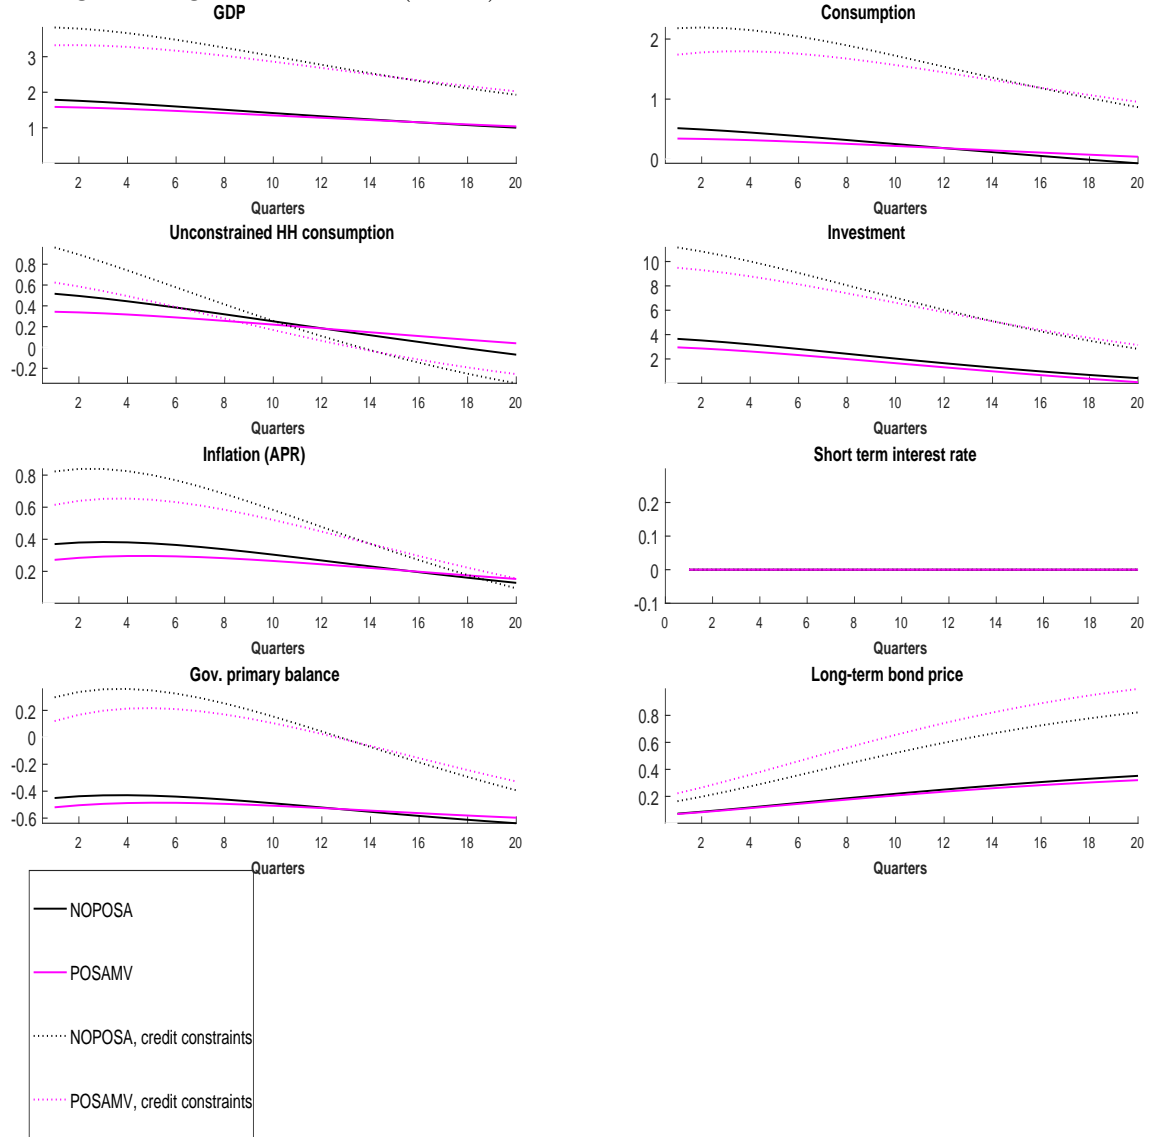 GDP
3
2
1
2 4 6 8 10 12 14 16 18 20
Quarters
Consumption
2
1
0
2 4 6 8 10 12 14 16 18 20
Quarters
Unconstrained HH consumption
0.8
0.6
0.4
0.2
0
-0.2
2 4 6 8 10 12 14 16 18 20
Quarters
Investment
10
8
6
4
2
2 4 6 8 10 12 14 16 18 20
Quarters
Inflation (APR)
0.8
0.6
0.4
0.2
2 4 6 8 10 12 14 16 18 20
Quarters
Short term interest rate
0.2
0.1
0
-0.1
0 2 4 6 8 10 12 14 16 18 20
Quarters
Gov. primary balance
0.2
0
-0.2
-0.4
-0.6
2 4 6 8 10 12 14 16 18 20
Quarters
Long-term bond price
0.8
0.6
0.4
0.2
2 4 6 8 10 12 14 16 18 20
Quarters
NOPOSA
POSAMV
NOPOSA, credit constraints
POSAMV, credit constraints